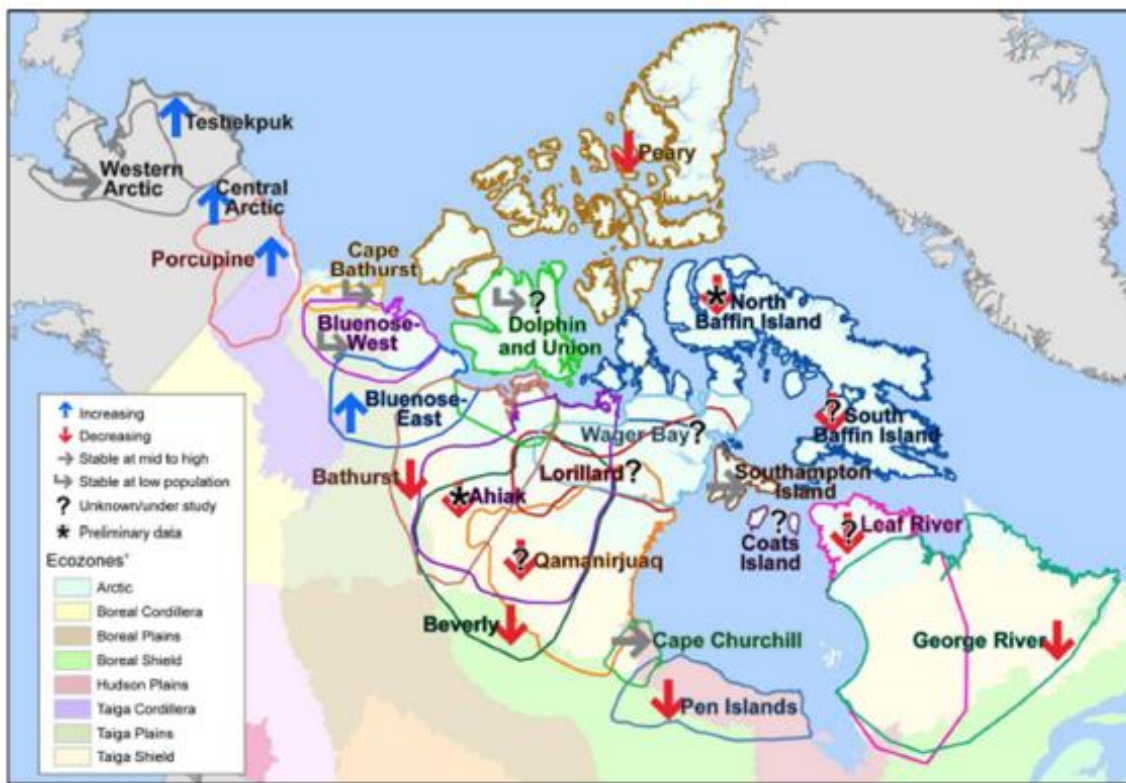 Teshekpuk
Western
Arctic
Central
Arctic
Porcupine
Peary
Cape
Bathurst
Bluenose-
West
?
Dolphin
and Union
*
North
Baffin Island
Bluenose-
East
Wager Bay?
?
South
Baffin Island
Bathurst
Lorillard?
Southampton
Island
*
Ahiak
?
Coats
Island
?
Leaf River
?
Qamanirjuaq
Beverly
Cape Churchill
George River
Pen Islands
Increasing
Decreasing
Stable at mid to high
Stable at low population
? Unknown/under study
* Preliminary data
Ecozones+
Arctic
Boreal Cordillera
Boreal Plains
Boreal Shield
Hudson Plains
Taiga Cordillera
Taiga Plains
Taiga Shield